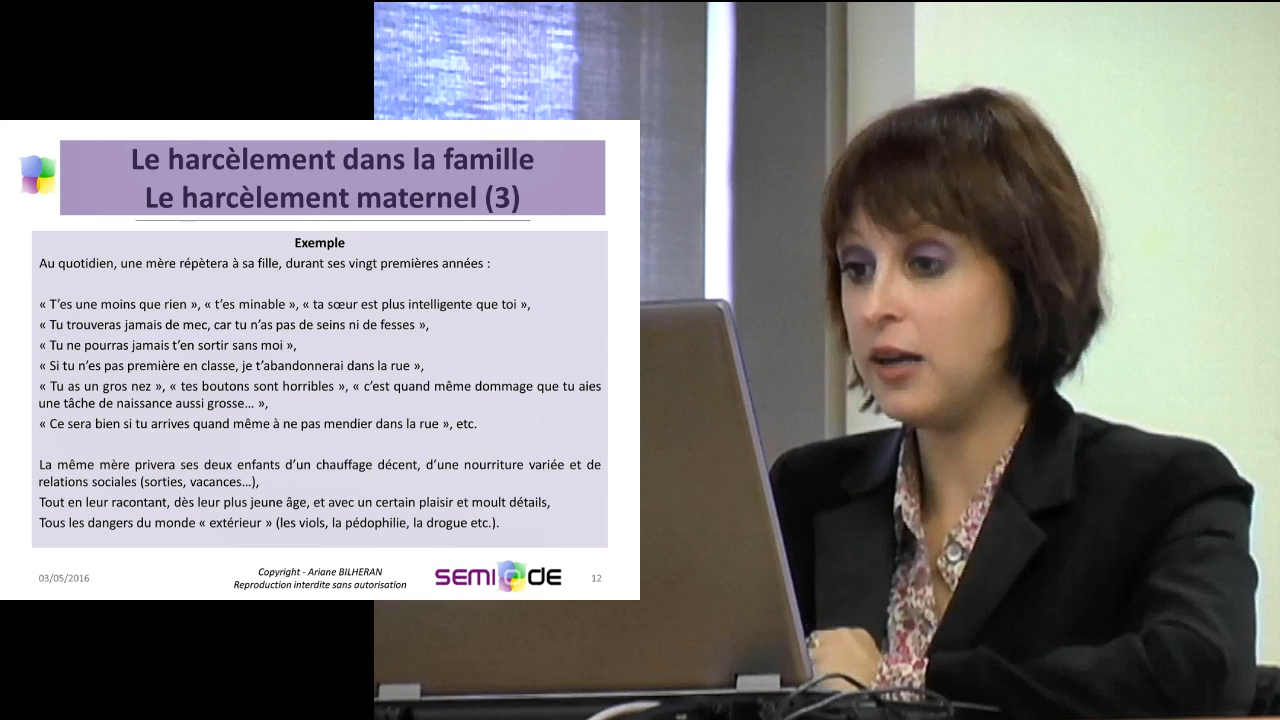 Le harcèlement dans la famille
Le harcèlement maternel (3)
Exemple
Au quotidien, une mère répètera à sa fille, durant ses vingt premières années :
« T'es une moins que rien », « t'es minable », « ta sœur est plus intelligente que toi »,
« Tu trouveras jamais de mec, car tu n'as pas de seins ni de fesses »,
« Tu ne pourras jamais t'en sortir sans moi »,
« Si tu n'es pas première en classe, je t'abandonnerai dans la rue »,
« Tu as un gros nez », « tes boutons sont horribles », « c'est quand même dommage que tu aies
une tâche de naissance aussi grosse… »,
« Ce sera bien si tu arrives quand même à ne pas mendier dans la rue », etc.
La même mère privera ses deux enfants d'un chauffage décent, d'une nourriture variée et de
relations sociales (sorties, vacances…),
Tout en leur racontant, dès leur plus jeune âge, et avec un certain plaisir et moult détails,
Tous les dangers du monde « extérieur » (les viols, la pédophilie, la drogue etc.).
03/05/2016
Copyright - Ariane BILHERAN
Reproduction interdite sans autorisation
SEMIODE
12